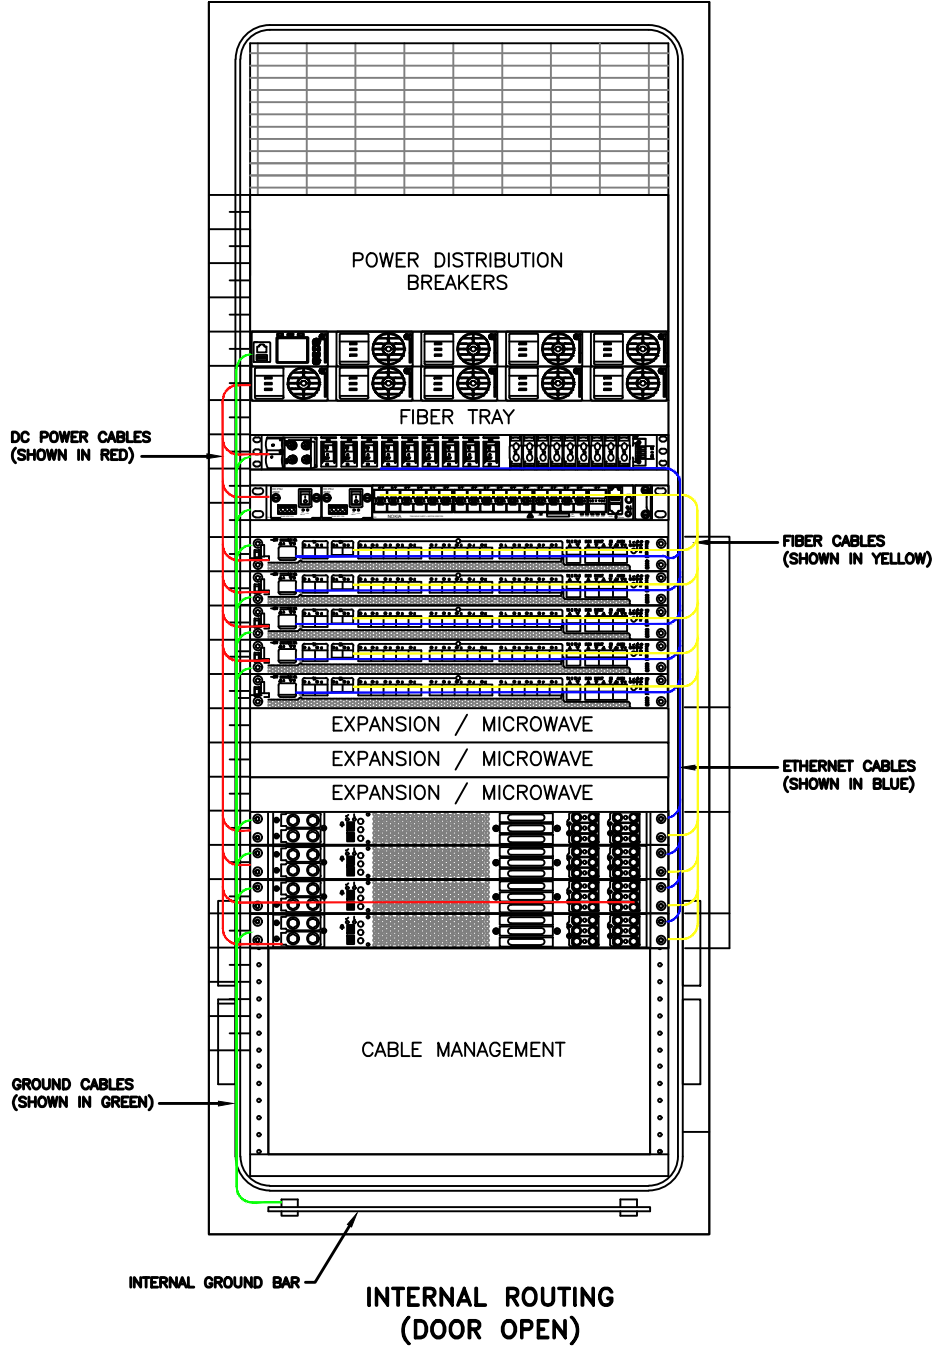 POWER DISTRIBUTION
BREAKERS
FIBER TRAY
DC POWER CABLES
(SHOWN IN RED)
FIBER CABLES
(SHOWN IN YELLOW)
EXPANSION / MICROWAVE
EXPANSION / MICROWAVE
EXPANSION / MICROWAVE
ETHERNET CABLES
(SHOWN IN BLUE)
CABLE MANAGEMENT
GROUND CABLES
(SHOWN IN GREEN)
INTERNAL GROUND BAR
INTERNAL ROUTING
(DOOR OPEN)